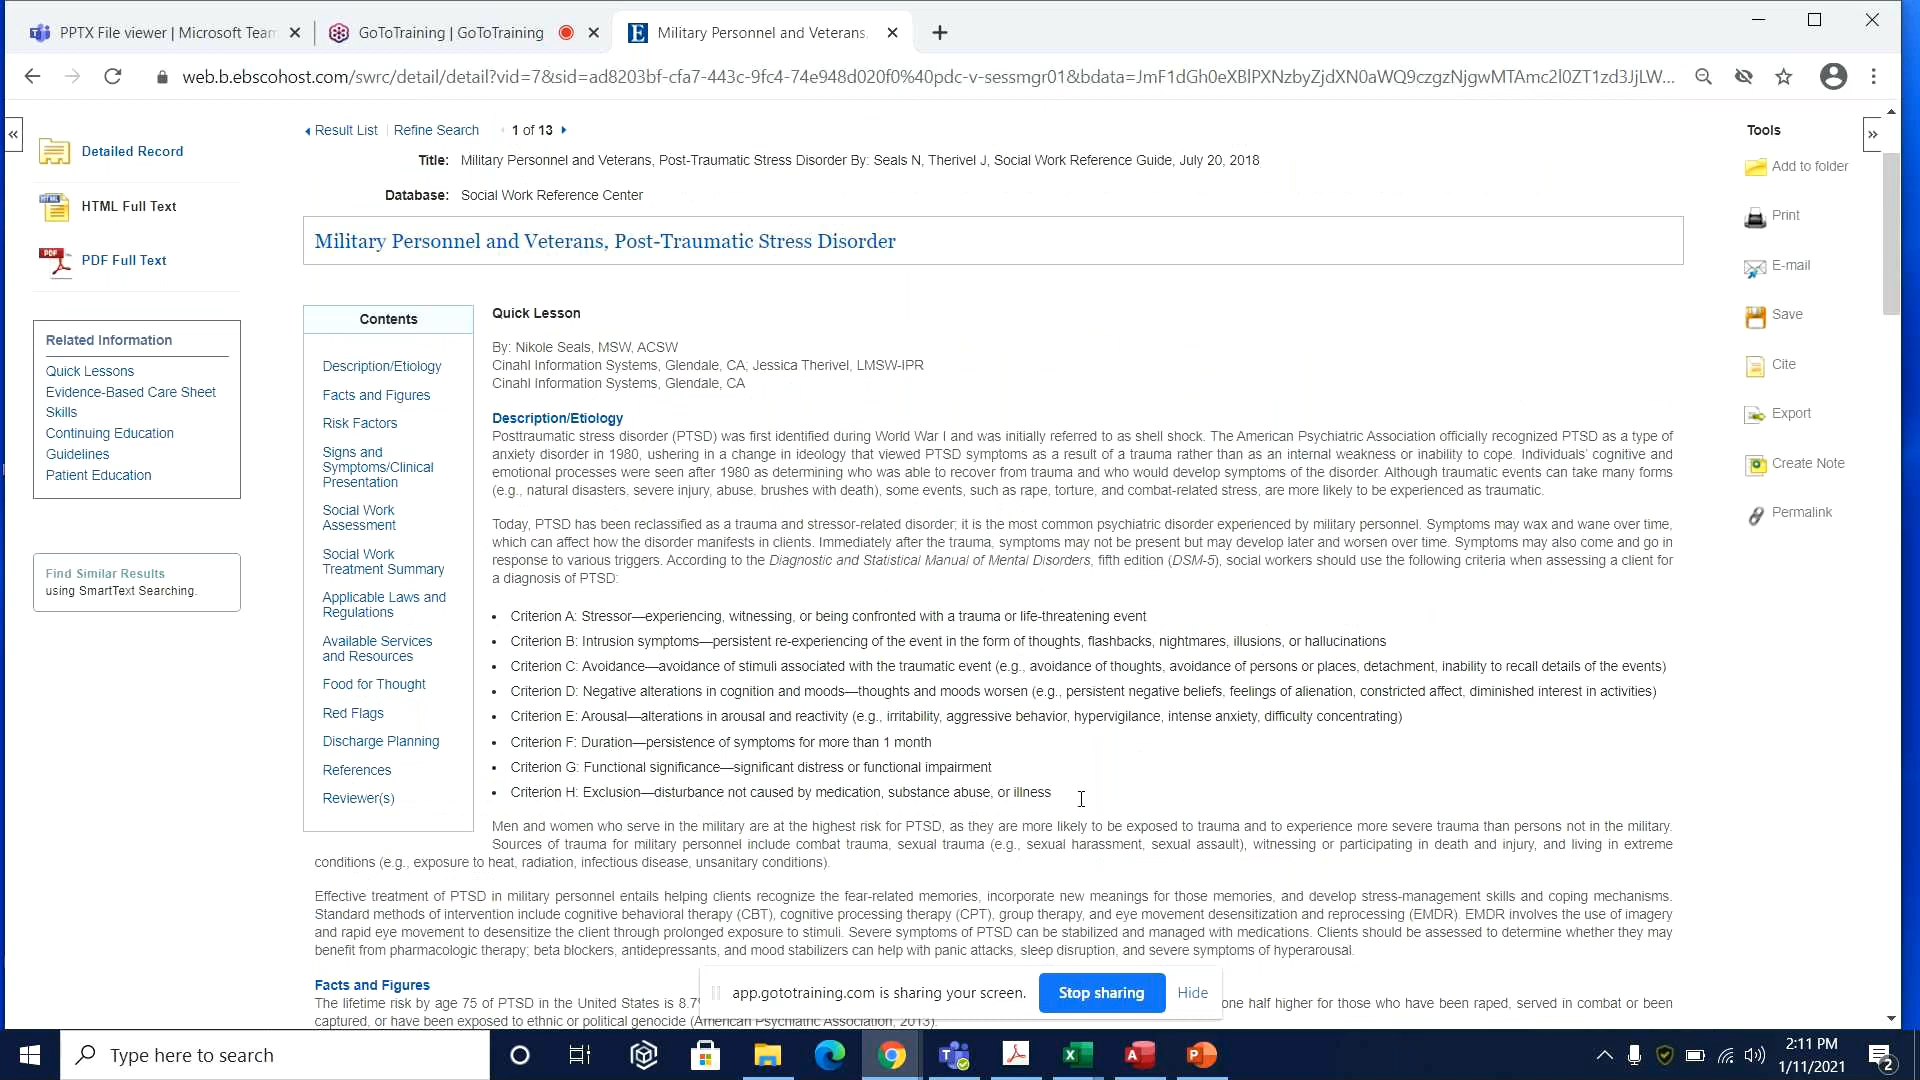 PPTX File viewer | Microsoft Team
GoToTraining | GoToTraining
Military Personnel and Veterans,
web.b.ebscohost.com/swrc/detail/detail?vid=7&sid=ad8203bf-cfa7-443c-9fc4-74e948d020f0%40pdc-v-sessmgr01&bdata=JmF1dGh0eXBlPXNzbyZjdXN0aWQ9czgzNjgwMTAmc2l0ZT1zd3JjLW...
Detailed Record
HTML Full Text
PDF Full Text
Related Information
Quick Lessons
Evidence-Based Care Sheet
Skills
Continuing Education
Guidelines
Patient Education
Find Similar Results
using SmartText Searching.
Result List Refine Search 1 of 13
Title: Military Personnel and Veterans, Post-Traumatic Stress Disorder By: Seals N, Therivel J, Social Work Reference Guide, July 20, 2018
Database: Social Work Reference Center
Military Personnel and Veterans, Post-Traumatic Stress Disorder
Contents
Description/Etiology
Facts and Figures
Risk Factors
Signs and
Symptoms/Clinical
Presentation
Social Work
Assessment
Social Work
Treatment Summary
Applicable Laws and
Regulations
Available Services
and Resources
Food for Thought
Red Flags
Discharge Planning
References
Reviewer(s)
Quick Lesson
By: Nikole Seals, MSW, ACSW
Cinahl Information Systems, Glendale, CA; Jessica Therivel, LMSW-IPR
Cinahl Information Systems, Glendale, CA
Description/Etiology
Posttraumatic stress disorder (PTSD) was first identified during World War I and was initially referred to as shell shock. The American Psychiatric Association officially recognized PTSD as a type of
anxiety disorder in 1980, ushering in a change in ideology that viewed PTSD symptoms as a result of a trauma rather than as an internal weakness or inability to cope. Individuals' cognitive and
emotional processes were seen after 1980 as determining who was able to recover from trauma and who would develop symptoms of the disorder. Although traumatic events can take many forms
(e.g., natural disasters, severe injury, abuse, brushes with death), some events, such as rape, torture, and combat-related stress, are more likely to be experienced as traumatic.
Today, PTSD has been reclassified as a trauma and stressor-related disorder; it is the most common psychiatric disorder experienced by military personnel. Symptoms may wax and wane over time,
which can affect how the disorder manifests in clients. Immediately after the trauma, symptoms may not be present but may develop later and worsen over time. Symptoms may also come and go in
response to various triggers. According to the Diagnostic and Statistical Manual of Mental Disorders, fifth edition (DSM-5), social workers should use the following criteria when assessing a client for
a diagnosis of PTSD:
• Criterion A: Stressor—experiencing, witnessing, or being confronted with a trauma or life-threatening event
• Criterion B: Intrusion symptoms—persistent re-experiencing of the event in the form of thoughts, flashbacks, nightmares, illusions, or hallucinations
• Criterion C: Avoidance—avoidance of stimuli associated with the traumatic event (e.g., avoidance of thoughts, avoidance of persons or places, detachment, inability to recall details of the events)
• Criterion D: Negative alterations in cognition and moods—thoughts and moods worsen (e.g., persistent negative beliefs, feelings of alienation, constricted affect, diminished interest in activities)
• Criterion E: Arousal—alterations in arousal and reactivity (e.g., irritability, aggressive behavior, hypervigilance, intense anxiety, difficulty concentrating)
• Criterion F: Duration—persistence of symptoms for more than 1 month
• Criterion G: Functional significance—significant distress or functional impairment
• Criterion H: Exclusion—disturbance not caused by medication, substance abuse, or illness
Men and women who serve in the military are at the highest risk for PTSD, as they are more likely to be exposed to trauma and to experience more severe trauma than persons not in the military.
Sources of trauma for military personnel include combat trauma, sexual trauma (e.g., sexual harassment, sexual assault), witnessing or participating in death and injury, and living in extreme
conditions (e.g., exposure to heat, radiation, infectious disease, unsanitary conditions).
Effective treatment of PTSD in military personnel entails helping clients recognize the fear-related memories, incorporate new meanings for those memories, and develop stress-management skills and coping mechanisms.
Standard methods of intervention include cognitive behavioral therapy (CBT), cognitive processing therapy (CPT), group therapy, and eye movement desensitization and reprocessing (EMDR). EMDR involves the use of imagery
and rapid eye movement to desensitize the client through prolonged exposure to stimuli. Severe symptoms of PTSD can be stabilized and managed with medications. Clients should be assessed to determine whether they may
benefit from pharmacologic therapy; beta blockers, antidepressants, and mood stabilizers can help with panic attacks, sleep disruption, and severe symptoms of hyperarousal.
Facts and Figures
The lifetime risk by age 75 of PTSD in the United States is 8.7 one half higher for those who have been raped, served in combat or been
captured, or have been exposed to ethnic or political genocide (American Psychiatric Association, 2013).
Tools
Add to folder
Print
E-mail
Save
Cite
Export
Create Note
Permalink
app.gototraining.com is sharing your screen. Stop sharing Hide
Type here to search
2:11 PM
1/11/2021
2